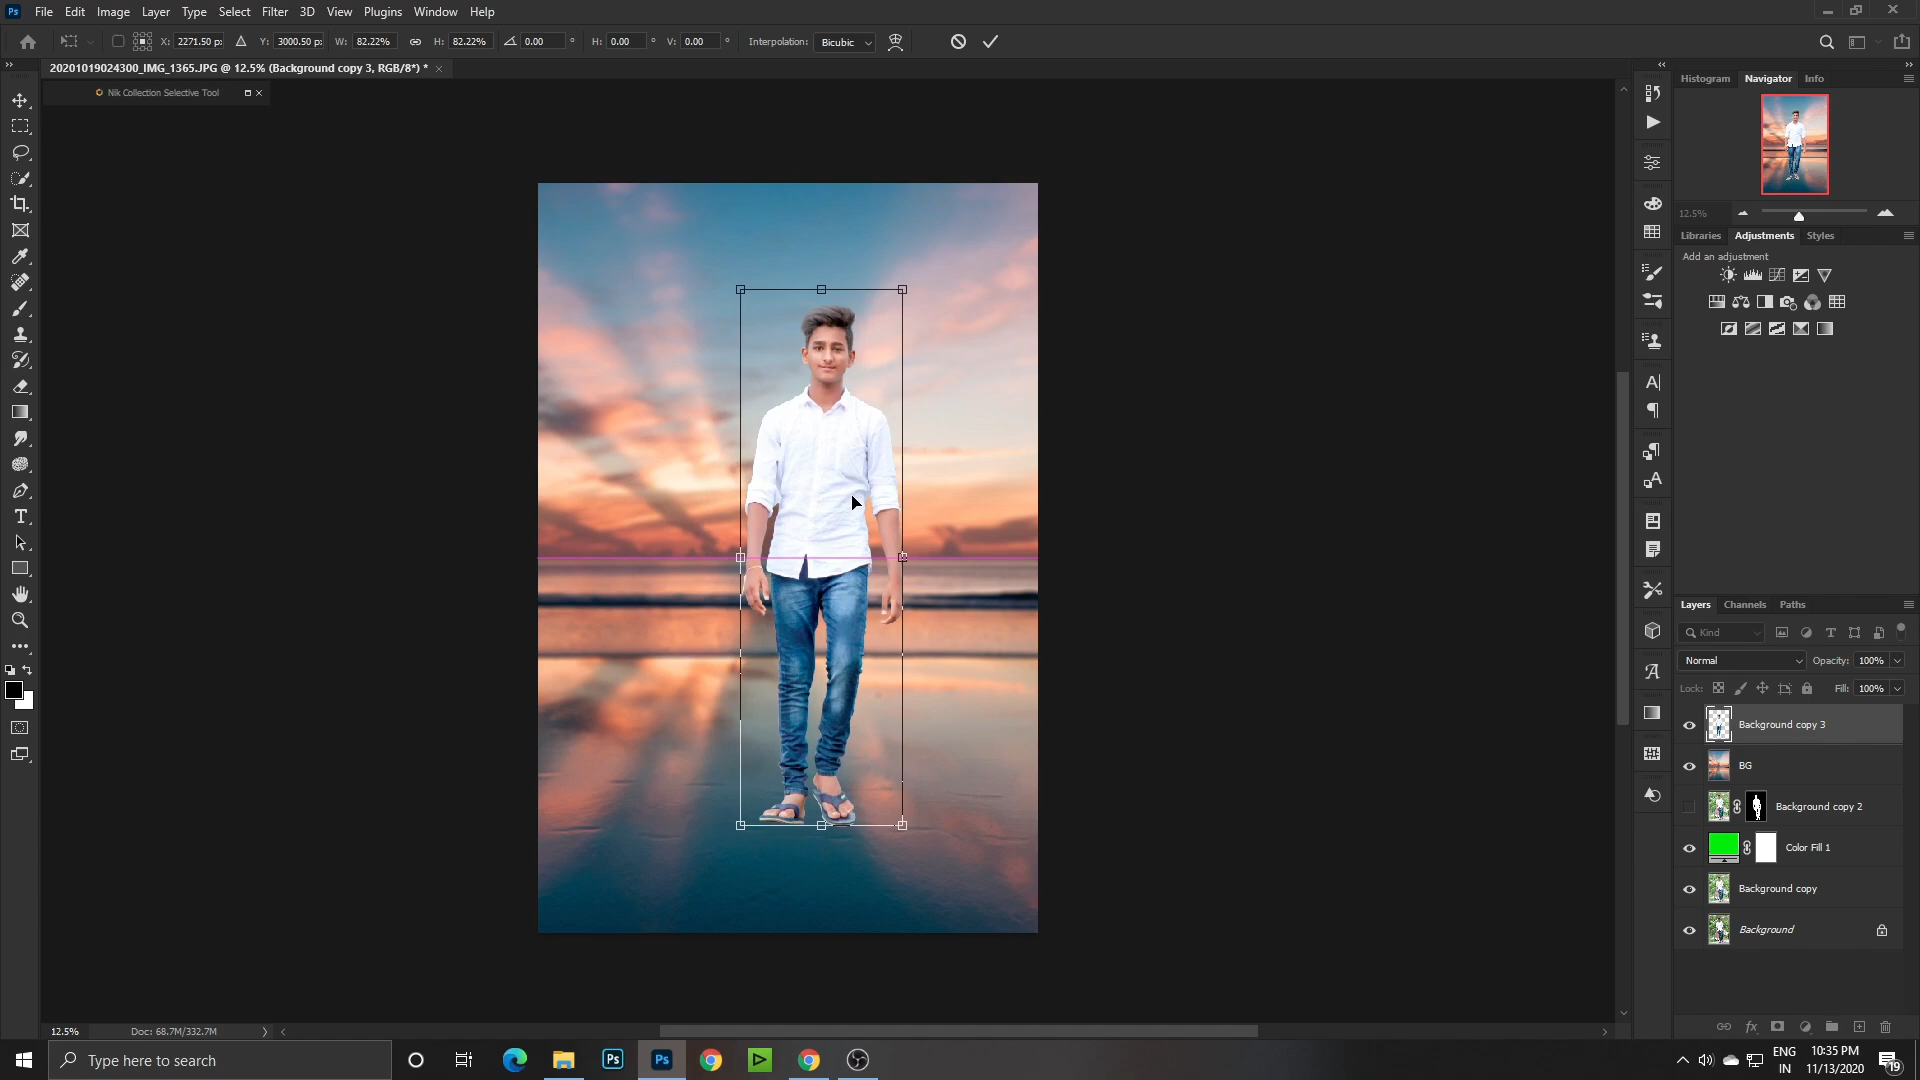 Ps File Edit Image Layer Type Select Filter 3D View Plugins Window Help
X: 2271.50 p: Y: 3000.50 p: W: 82.22% H: 82.22% 0.00 ° H: 0.00 ° V: 0.00 ° Interpolation: Bicubic
20201019024300_IMG_1365.JPG @ 12.5% (Background copy 3, RGB/8*) *
Nik Collection Selective Tool
Histogram Navigator Info
12.5%
Libraries Adjustments Styles
Add an adjustment
Layers Channels Paths
Kind
Normal Opacity: 100%
Lock: Fill: 100%
Background copy 3
BG
Background copy 2
Color Fill 1
Background copy
Background
12.5% Doc: 68.7M/332.7M
Type here to search
Ps Ps
ENG
IN
10:35 PM
11/13/2020
19